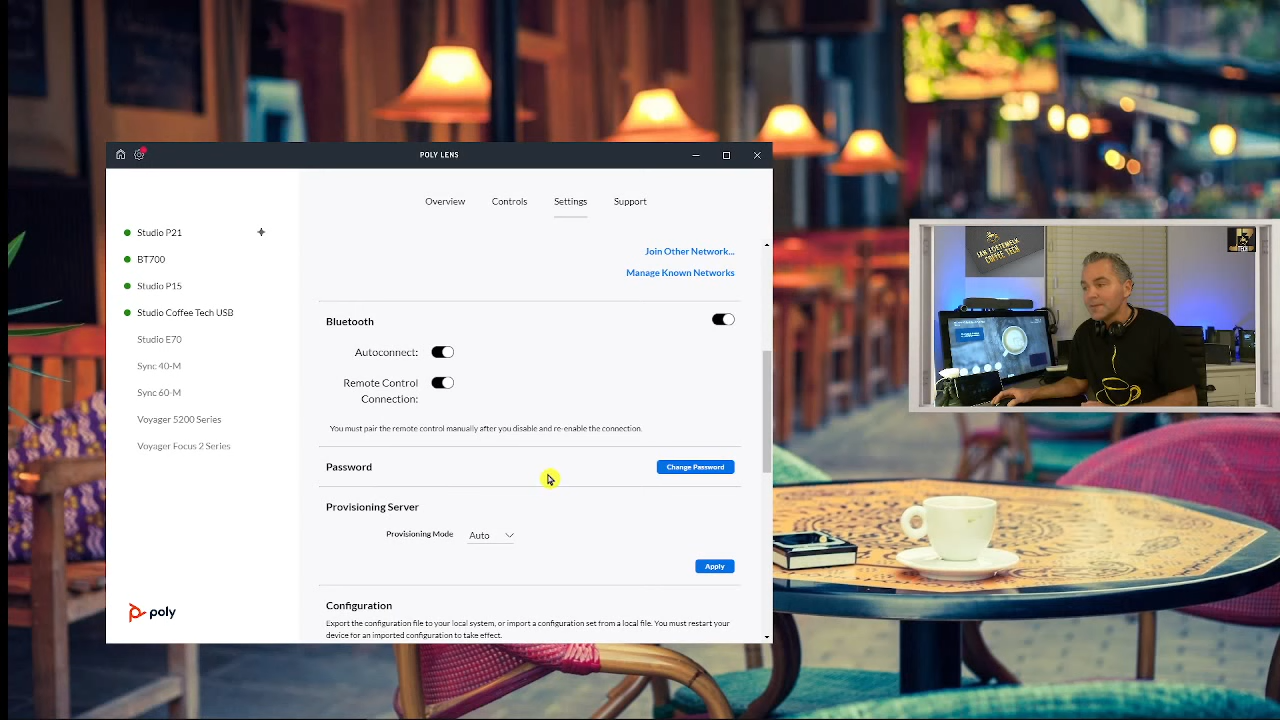 POLY LENS
Overview Controls Settings Support
Studio P21
BT700
Studio P15
Studio Coffee Tech USB
Studio E70
Sync 40-M
Sync 60-M
Voyager 5200 Series
Voyager Focus 2 Series
poly
Join Other Network...
Manage Known Networks
Bluetooth
Autoconnect:
Remote Control
Connection:
You must pair the remote control manually after you disable and re-enable the connection.
Password Change Password
Provisioning Server
Provisioning Mode Auto
Apply
Configuration
Export the configuration file to your local system, or import a configuration set from a local file. You must restart your
device for an imported configuration to take effect.
COFFEE TECH
TECH